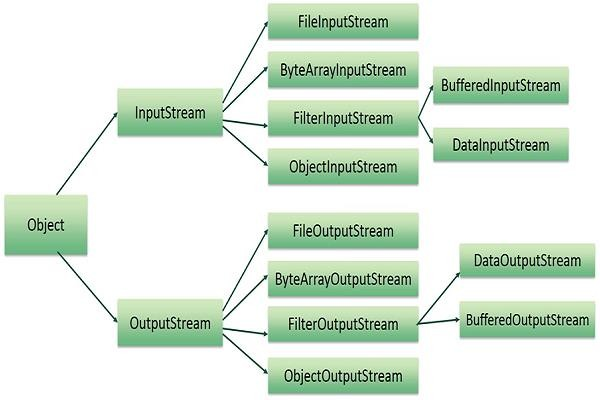 Object
InputStream
FileInputStream
ByteArrayInputStream
FilterInputStream
ObjectInputStream
BufferedInputStream
DataInputStream
OutputStream
FileOutputStream
ByteArrayOutputStream
FilterOutputStream
ObjectOutputStream
DataOutputStream
BufferedOutputStream